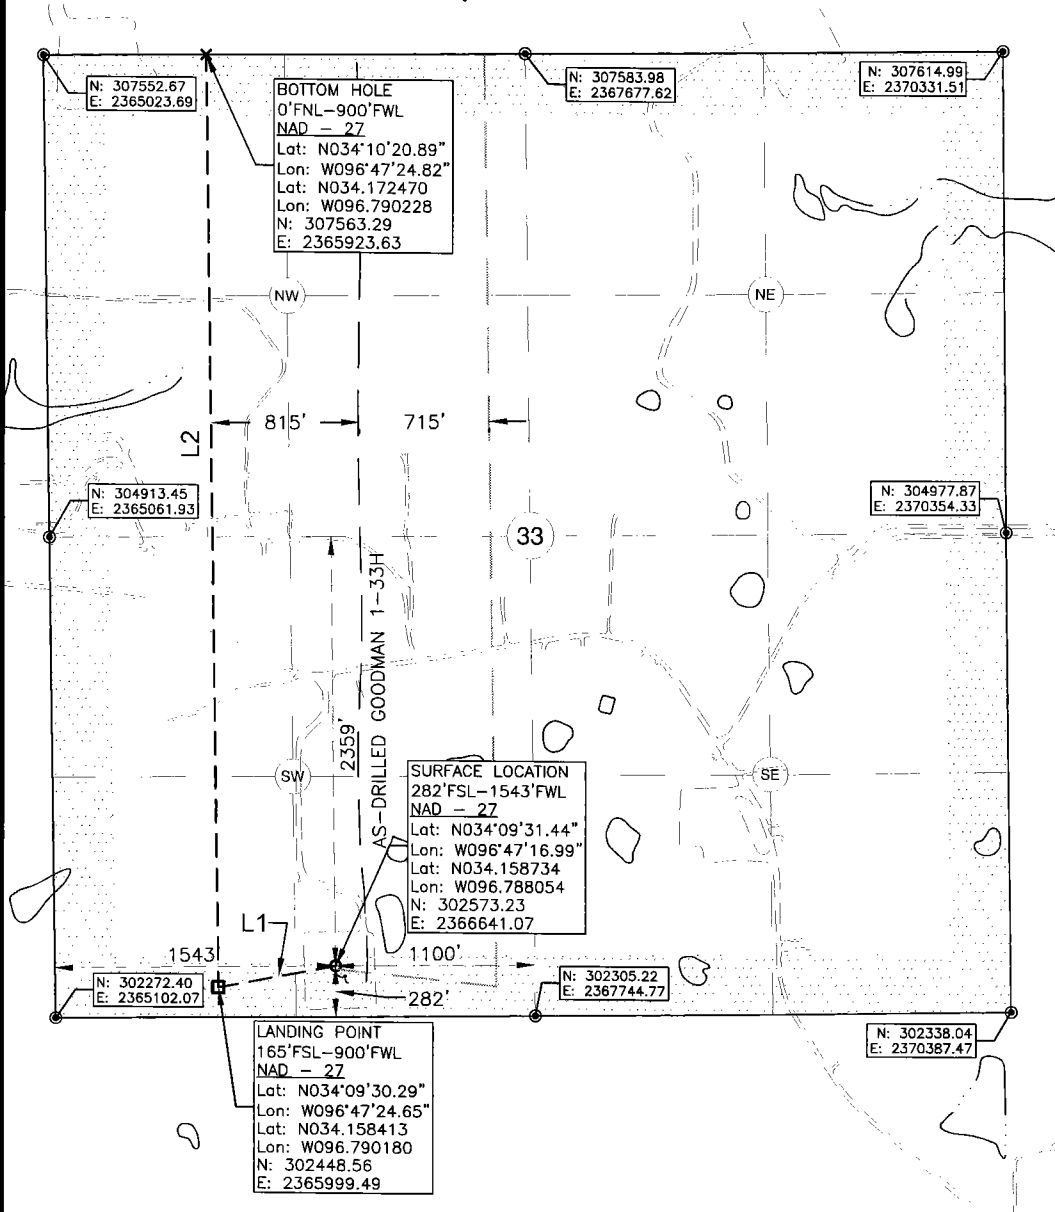 N: 307552.67
E: 2365023.69
BOTTOM HOLE
0'FNL-900'FWL
NAD - 27
Lat: N034°10'20.89"
Lon: W096°47'24.82"
Lat: N034.172470
Lon: W096.790228
N: 307563.29
E: 2365923.63
N: 307583.98
E: 2367677.62
N: 307614.99
E: 2370331.51
NW
NE
815'
715'
L2
N: 304913.45
E: 2365061.93
33
N: 304977.87
E: 2370354.33
AS-DRILLED GOODMAN 1-33H
2359'
SW
SE
SURFACE LOCATION
282'FSL-1543'FWL
NAD - 27
Lat: N034°09'31.44"
Lon: W096°47'16.99"
Lat: N034.158734
Lon: W096.788054
N: 302573.23
E: 2366641.07
L1
1543'
1100'
282'
N: 302272.40
E: 2365102.07
N: 302305.22
E: 2367744.77
N: 302338.04
E: 2370387.47
LANDING POINT
165'FSL-900'FWL
NAD - 27
Lat: N034°09'30.29"
Lon: W096°47'24.65"
Lat: N034.158413
Lon: W096.790180
N: 302448.56
E: 2365999.49